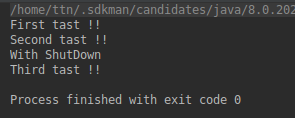 /home/ttn/.sdkman/candidates/java/8.0.202
First tast !!
Second tast !!
With ShutDown
Third tast !!
Process finished with exit code 0